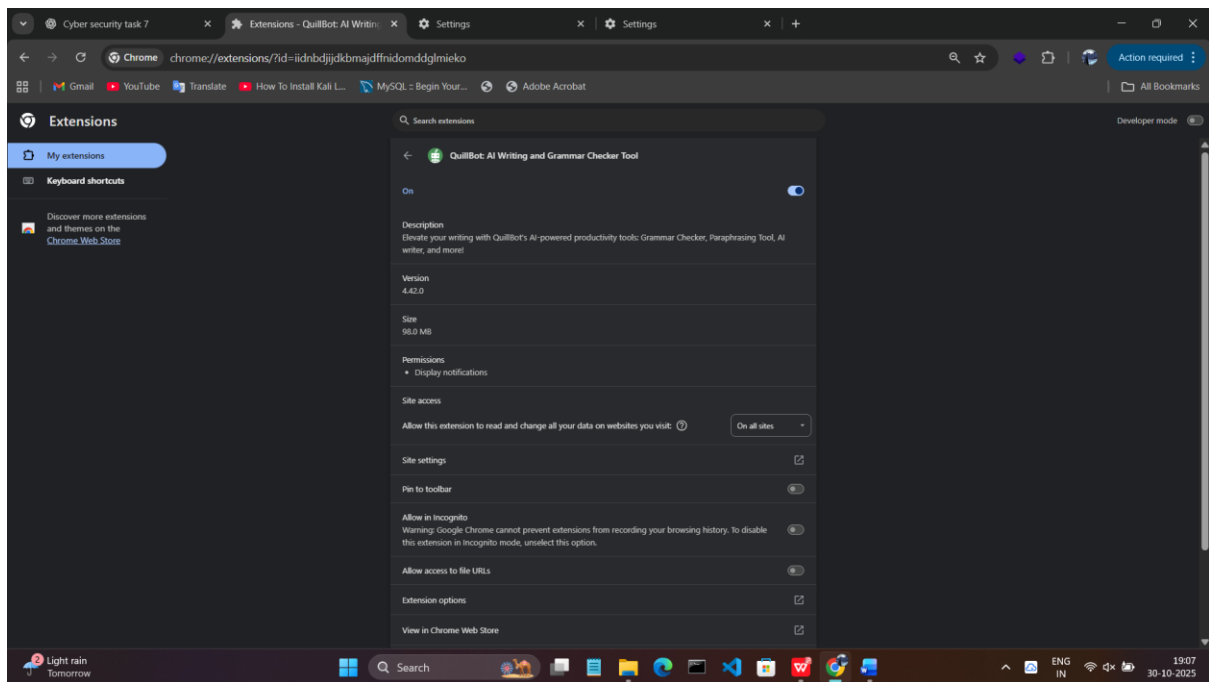 Cyber security task 7
Extensions - QuillBot: AI Writing
Settings
Settings
Chrome
chrome://extensions/?id=iidnbdjijdkbmajdffnidomddglmieko
Action required
Gmail
YouTube
Translate
How To Install Kali L...
MySQL :: Begin Your...
Adobe Acrobat
All Bookmarks
Extensions
Search extensions
Developer mode
My extensions
Keyboard shortcuts
Discover more extensions
and themes on the
Chrome Web Store
QuillBot: AI Writing and Grammar Checker Tool
On
Description
Elevate your writing with QuillBot's AI-powered productivity tools: Grammar Checker, Paraphrasing Tool, AI
writer, and more!
Version
4.42.0
Size
98.0 MB
Permissions
• Display notifications
Site access
Allow this extension to read and change all your data on websites you visit:
On all sites
Site settings
Pin to toolbar
Allow in Incognito
Warning: Google Chrome cannot prevent extensions from recording your browsing history. To disable
this extension in Incognito mode, unselect this option.
Allow access to file URLs
Extension options
View in Chrome Web Store
2
Light rain
Tomorrow
Search
ENG
IN
19:07
30-10-2025